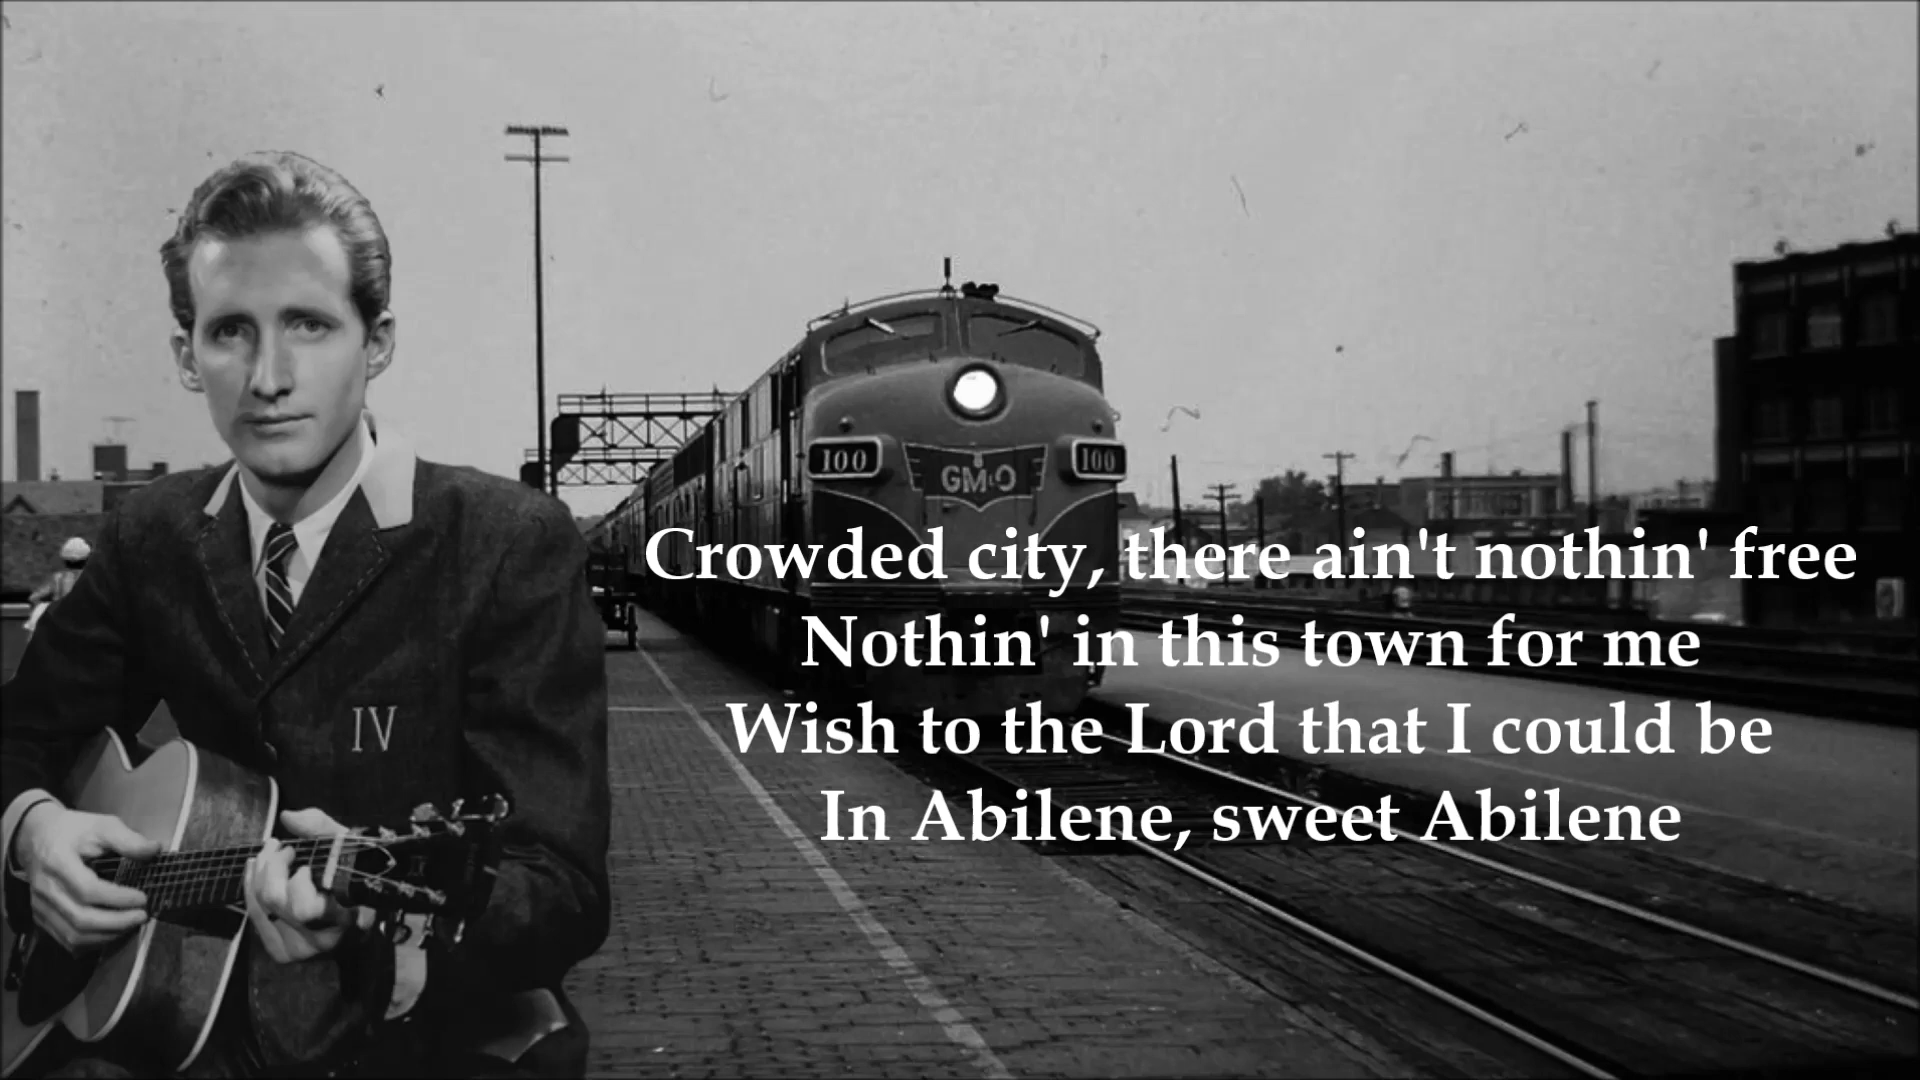 100
GM&O
100
Crowded city, there ain't nothin' free
Nothin' in this town for me
Wish to the Lord that I could be
In Abilene, sweet Abilene
IV